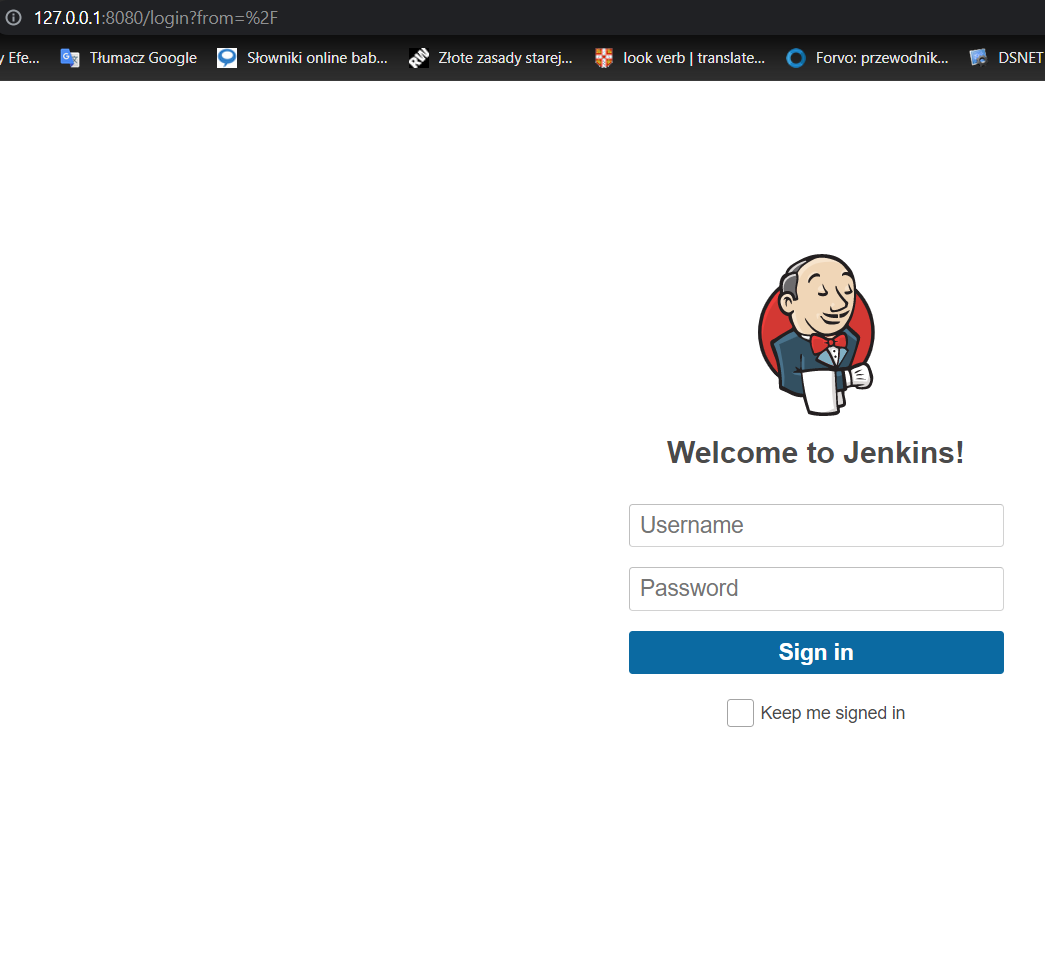 127.0.0.1:8080/login?from=%2F
y Efe... Tłumacz Google Słowniki online bab... Złote zasady starej... look verb | translate... Forvo: przewodnik... DSNET
Welcome to Jenkins!
Username
Password
Sign in
Keep me signed in